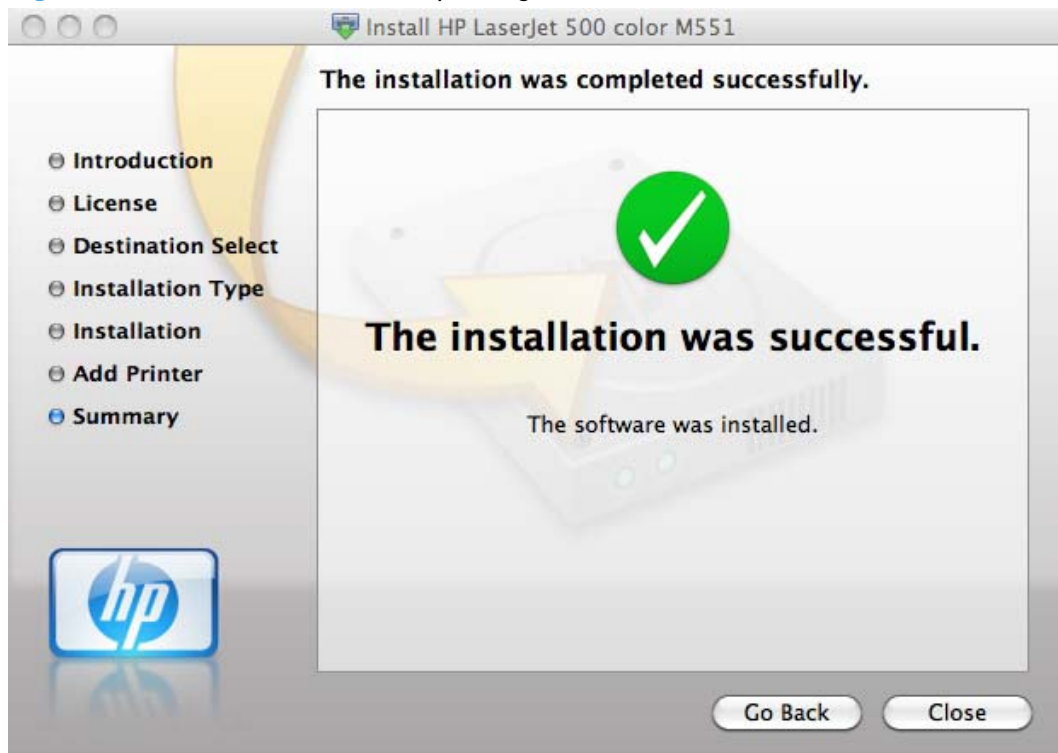 Install HP LaserJet 500 color M551
The installation was completed successfully.
Introduction
License
Destination Select
Installation Type
Installation
Add Printer
Summary
The installation was successful.
The software was installed.
hp
Go Back
Close